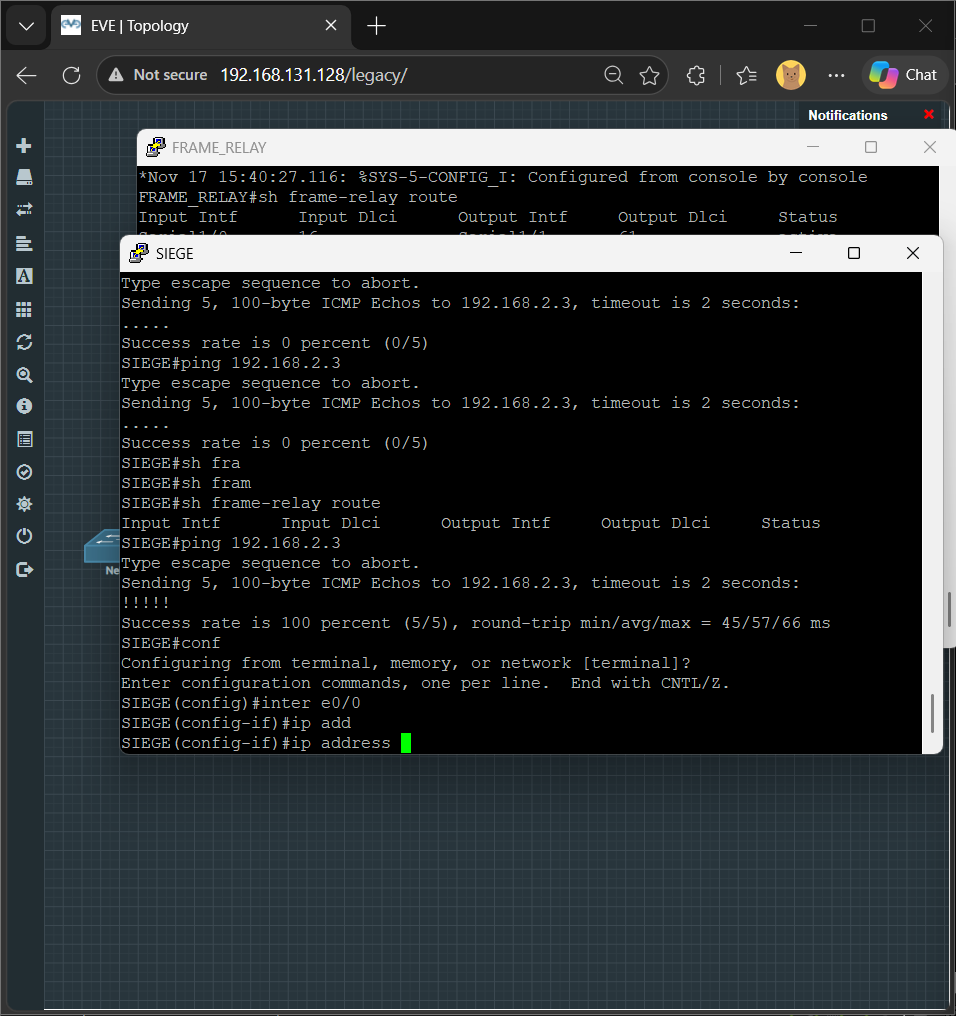 EVE | Topology
Not secure 192.168.131.128/legacy/
Chat
Notifications
FRAME_RELAY
*Nov 17 15:40:27.116: %SYS-5-CONFIG_I: Configured from console by console
FRAME_RELAY#sh frame-relay route
Input Intf Input Dlci Output Intf Output Dlci Status
Serial1/0 16 Serial1/1 61 active
SIEGE
Type escape sequence to abort.
Sending 5, 100-byte ICMP Echos to 192.168.2.3, timeout is 2 seconds:
.....
Success rate is 0 percent (0/5)
SIEGE#ping 192.168.2.3
Type escape sequence to abort.
Sending 5, 100-byte ICMP Echos to 192.168.2.3, timeout is 2 seconds:
.....
Success rate is 0 percent (0/5)
SIEGE#sh fra
SIEGE#sh fram
SIEGE#sh frame-relay route
Input Intf Input Dlci Output Intf Output Dlci Status
SIEGE#ping 192.168.2.3
Type escape sequence to abort.
Sending 5, 100-byte ICMP Echos to 192.168.2.3, timeout is 2 seconds:
!!!!!
Success rate is 100 percent (5/5), round-trip min/avg/max = 45/57/66 ms
SIEGE#conf
Configuring from terminal, memory, or network [terminal]?
Enter configuration commands, one per line. End with CNTL/Z.
SIEGE(config)#inter e0/0
SIEGE(config-if)#ip add
SIEGE(config-if)#ip address
Ne